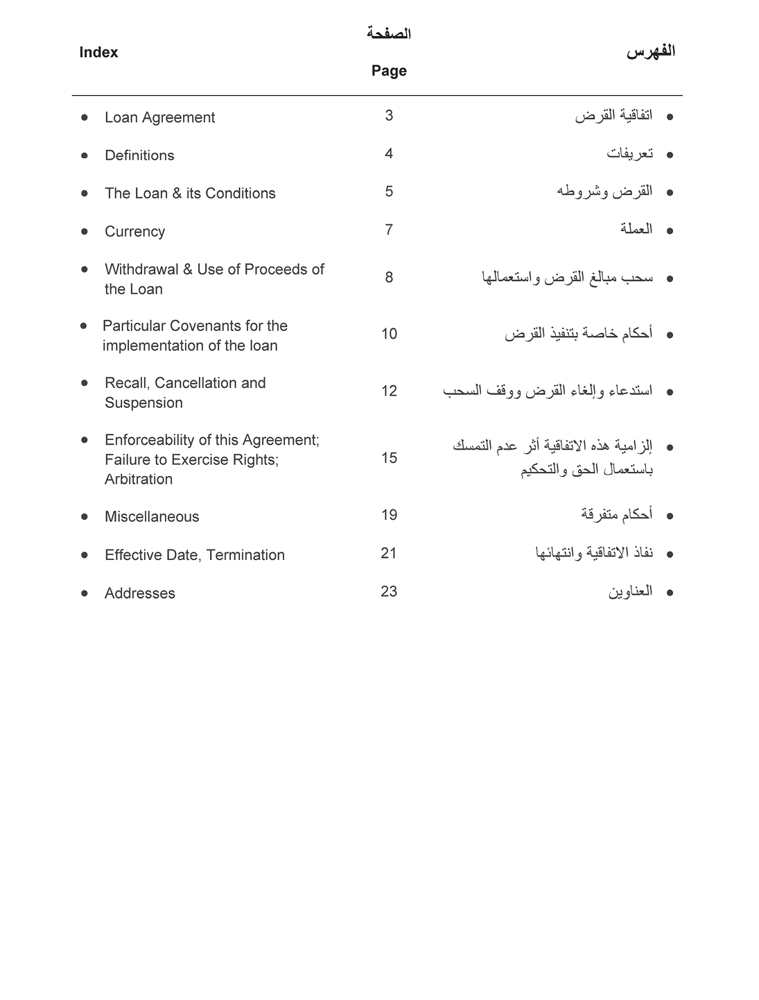 الصفحة
Index
الفهرس
Page
• Loan Agreement 3 اتفاقية القرض •
• Definitions 4 تعريفات •
• The Loan & its Conditions 5 القرض وشروطه •
• Currency 7 العملة •
• Withdrawal & Use of Proceeds of
the Loan
8
سحب مبالغ القرض واستعمالها •
• Particular Covenants for the
implementation of the loan
10
أحكام خاصة بتنفيذ القرض •
• Recall, Cancellation and
Suspension
12
استدعاء وإلغاء القرض ووقف السحب •
• Enforceability of this Agreement;
Failure to Exercise Rights;
Arbitration
15
إلزامية هذه الاتفاقية أثر عدم التمسك •
باستعمال الحق والتحكيم
• Miscellaneous 19 أحكام متفرقة •
• Effective Date, Termination 21 نفاذ الاتفاقية وانتهائها •
• Addresses 23 العناوين •